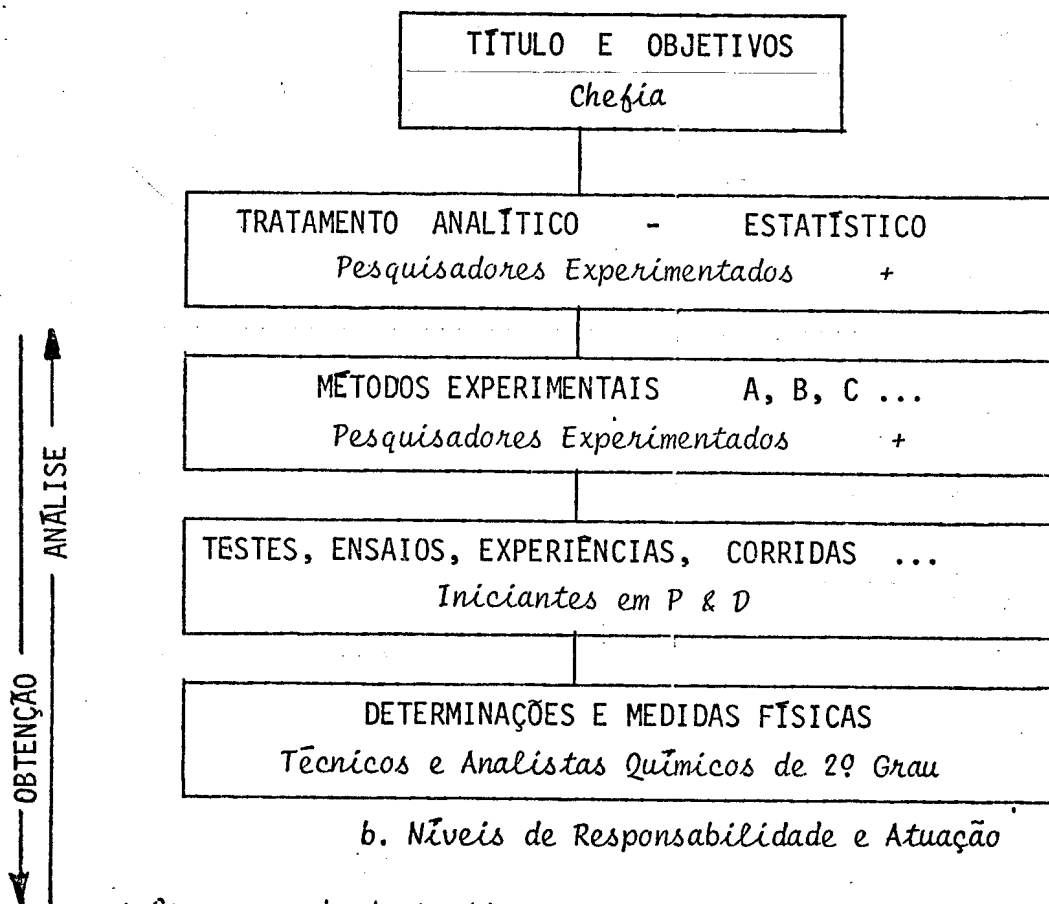 TÍTULO E OBJETIVOS
Chefia
TRATAMENTO ANALÍTICO - ESTATÍSTICO
Pesquisadores Experimentados +
MÉTODOS EXPERIMENTAIS A, B, C ...
Pesquisadores Experimentados +
TESTES, ENSAIOS, EXPERIÊNCIAS, CORRIDAS ...
Iniciantes em P & D
DETERMINAÇÕES E MEDIDAS FÍSICAS
Técnicos e Analistas Químicos de 2º Grau
b. Níveis de Responsabilidade e Atuação
OBTENÇÃO
ANÁLISE